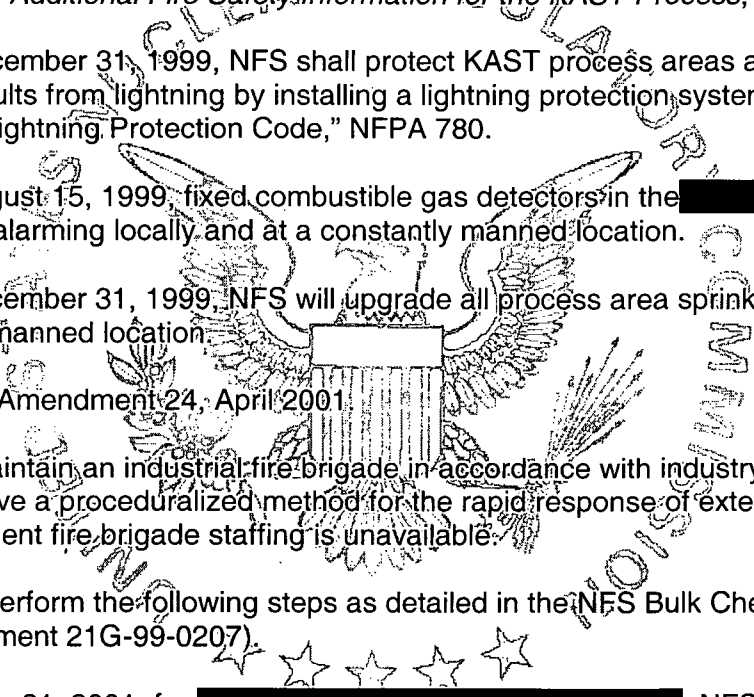 Additional Fire Safety Information for the KAST Process,
cember 31, 1999, NFS shall protect KAST process areas a
ults from lightning by installing a lightning protection system
ightning Protection Code," NFPA 780.
gust 15, 1999, fixed combustible gas detectors in the
alarming locally and at a constantly manned location.
cember 31, 1999, NFS will upgrade all process area sprink
manned location.
Amendment 24, April 2001
aintain an industrial fire brigade in accordance with industry
ve a proceduralized method for the rapid response of exte
ent fire brigade staffing is unavailable.
erform the following steps as detailed in the NFS Bulk Che
ment 21G-99-0207).